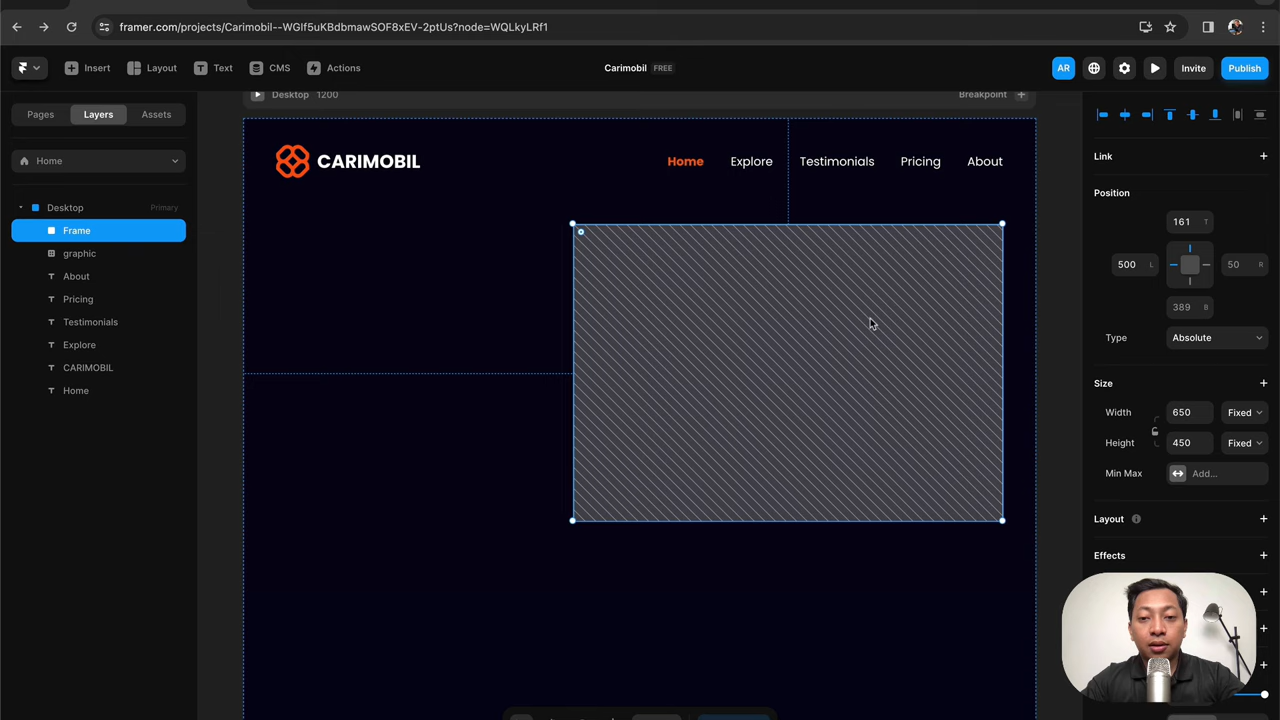 framer.com/projects/Carimobil--WGlf5uKBdbmawSOF8xEV-2ptUs?node=WQLkyLRf1
Insert Layout Text CMS Actions
Carimobil FREE
AR Invite Publish
Pages Layers Assets
Home
Desktop Primary
Frame
graphic
About
Pricing
Testimonials
Explore
CARIMOBIL
Home
Desktop 1200
Breakpoint
CARIMOBIL
Home Explore Testimonials Pricing About
Link
Position
161 T
500 L
50 R
389 B
Type Absolute
Size
Width 650 Fixed
Height 450 Fixed
Min Max Add...
Layout
Effects